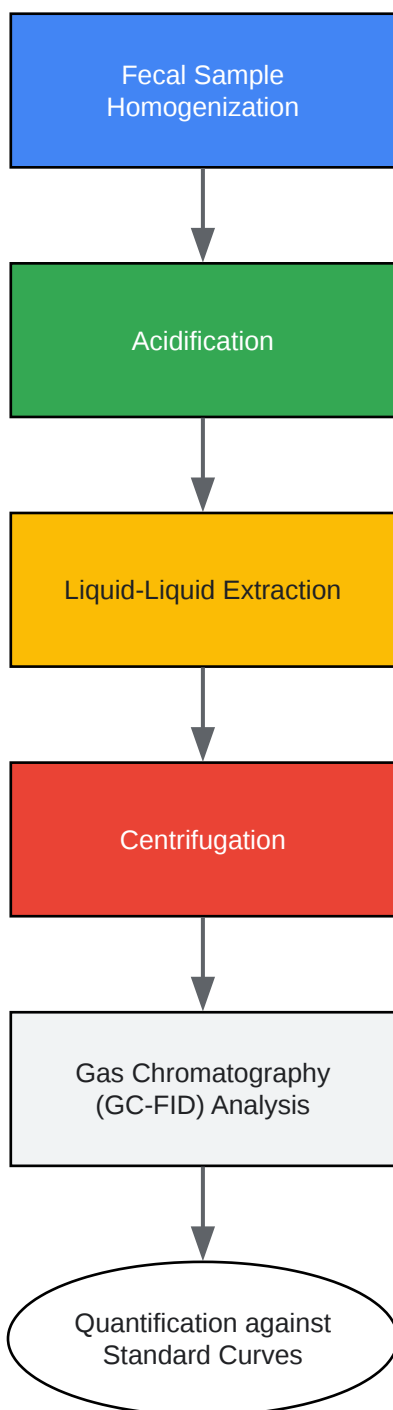 Fecal Sample
Homogenization
Acidification
Liquid-Liquid Extraction
Centrifugation
Gas Chromatography
(GC-FID) Analysis
Quantification against
Standard Curves